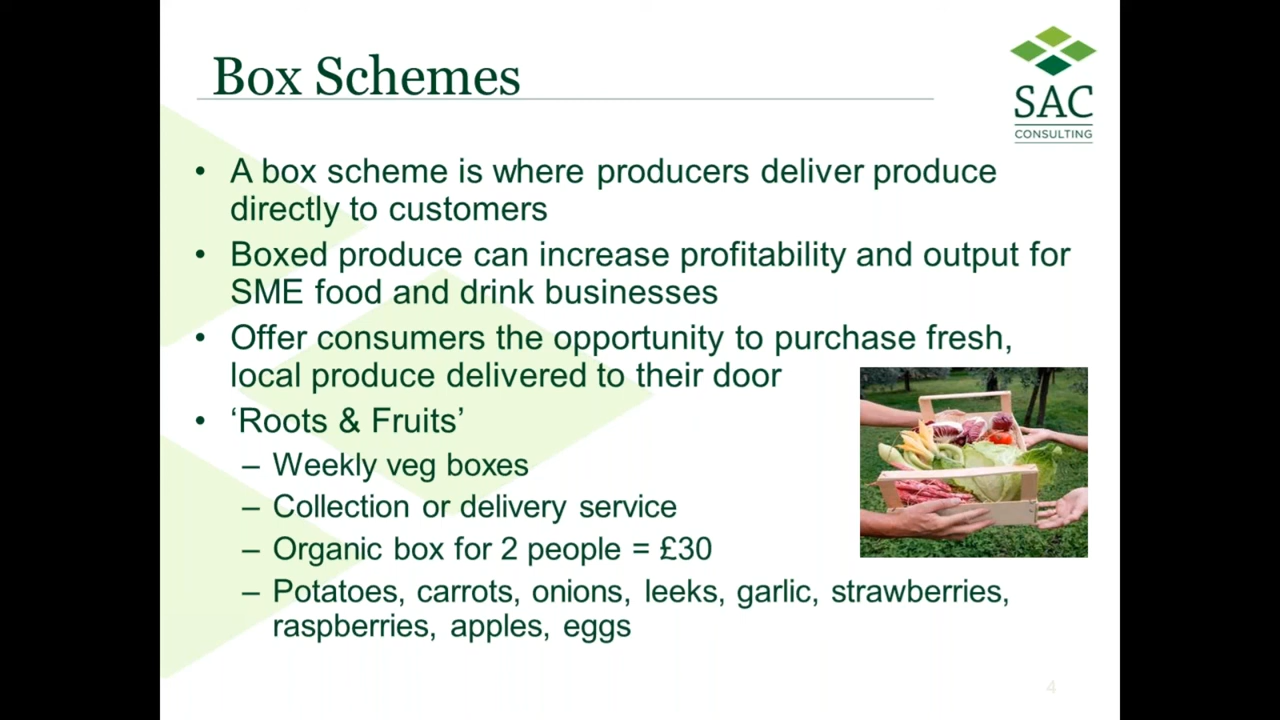 Box Schemes
SAC
CONSULTING
• A box scheme is where producers deliver produce
directly to customers
• Boxed produce can increase profitability and output for
SME food and drink businesses
• Offer consumers the opportunity to purchase fresh,
local produce delivered to their door
• ‘Roots & Fruits’
– Weekly veg boxes
– Collection or delivery service
– Organic box for 2 people = £30
– Potatoes, carrots, onions, leeks, garlic, strawberries,
raspberries, apples, eggs
4